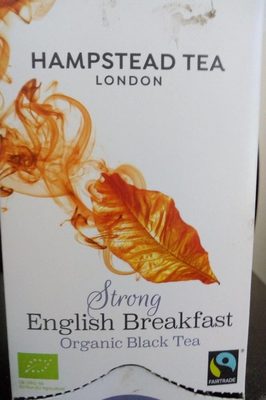 HAMPSTEAD TEA
LONDON
Strong
English Breakfast
Organic Black Tea
FAIRTRADE